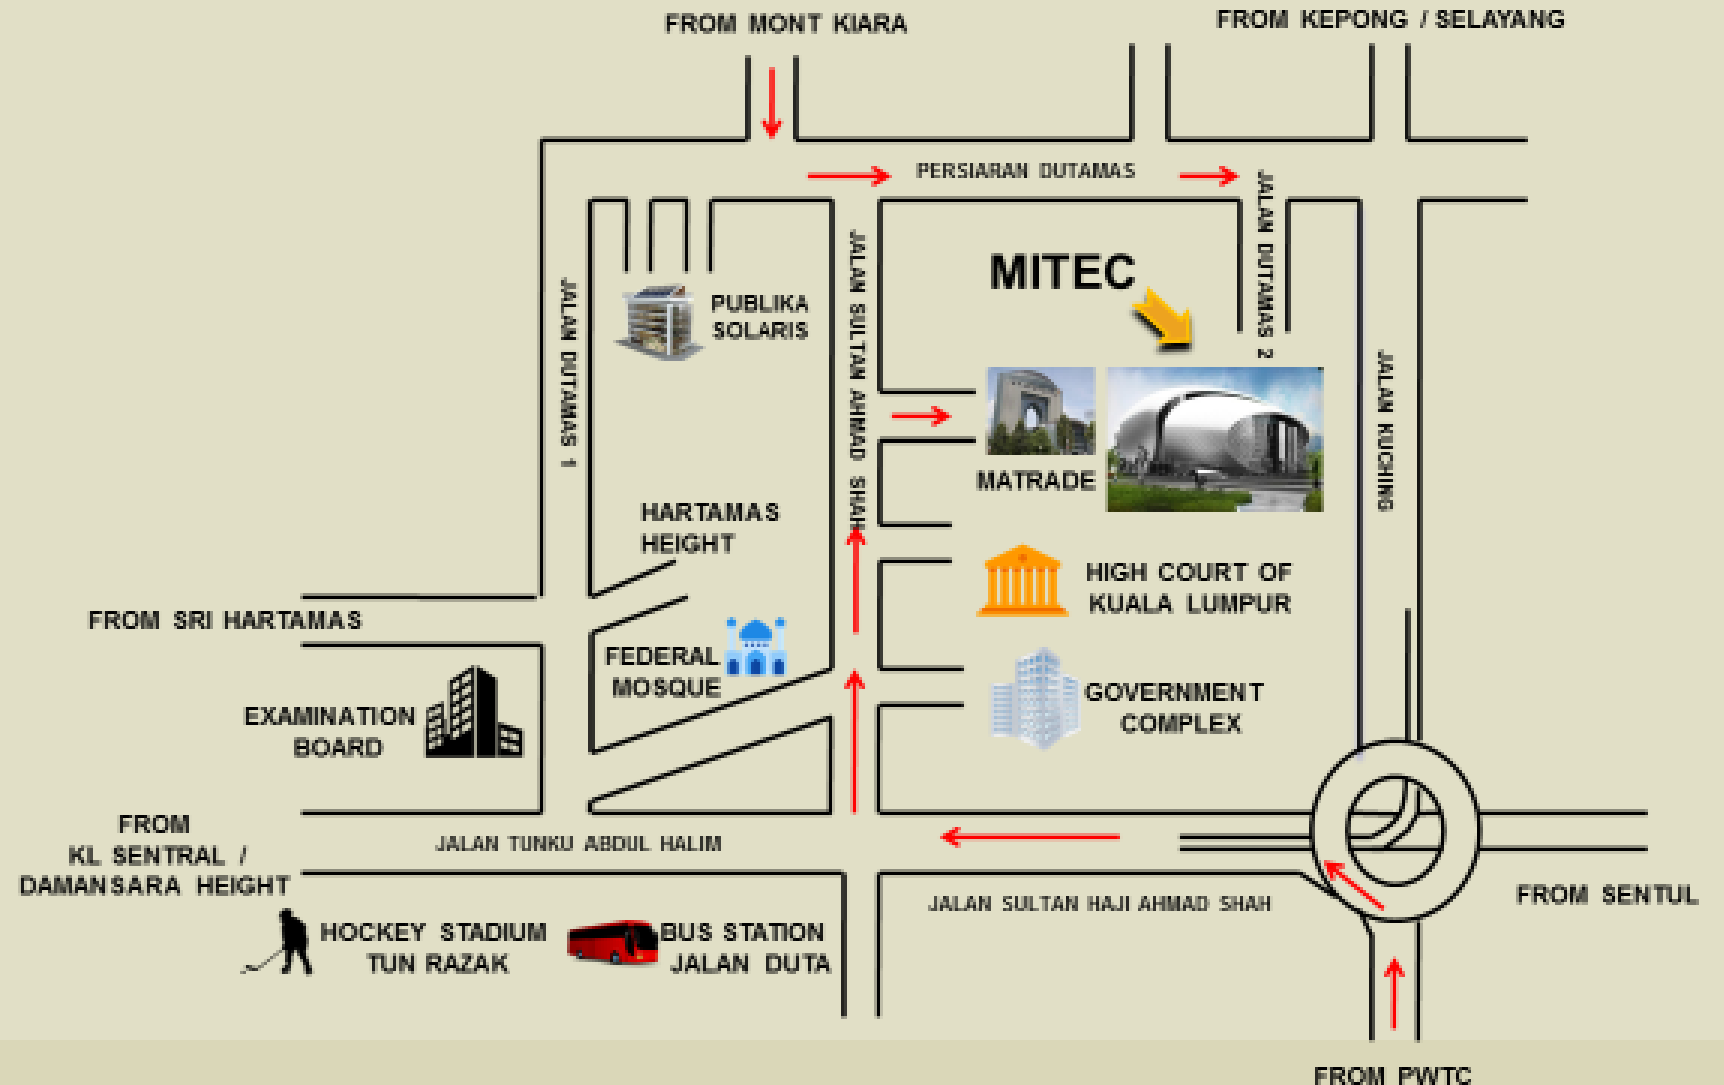 FROM MONT KIARA
FROM KEPONG / SELAYANG
PERSIARAN DUTAMAS
JALAN DUTAMAS 2
JALAN SULTAN AHMAD SHAH
MITEC
JALAN DUTAMAS 1
PUBLIKA
SOLARIS
JALAN KUCHING
MATRADE
HARTAMAS
HEIGHT
HIGH COURT OF
KUALA LUMPUR
FROM SRI HARTAMAS
FEDERAL
MOSQUE
GOVERNMENT
COMPLEX
EXAMINATION
BOARD
FROM
KL SENTRAL /
DAMANSARA HEIGHT
JALAN TUNKU ABDUL HALIM
JALAN SULTAN HAJI AHMAD SHAH
FROM SENTUL
HOCKEY STADIUM
TUN RAZAK
BUS STATION
JALAN DUTA
FROM PWTC